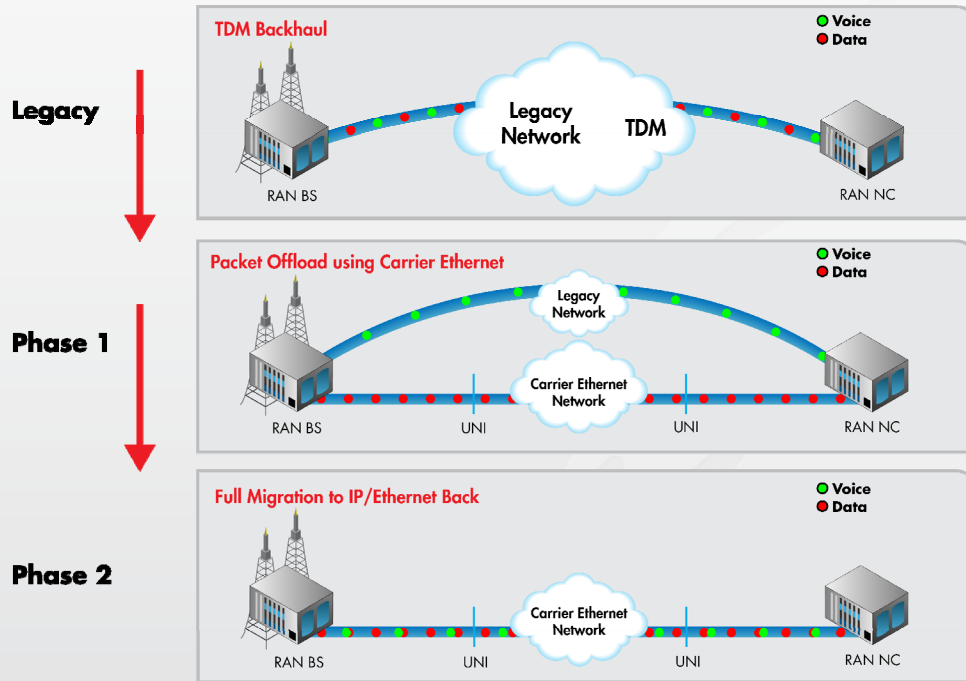 TDM Backhaul
Voice
Data
Legacy
Legacy
Network
TDM
RAN BS
RAN NC
Packet Offload using Carrier Ethernet
Voice
Data
Legacy
Network
Phase 1
Carrier Ethernet
Network
RAN BS
UNI
UNI
RAN NC
Full Migration to IP/Ethernet Back
Voice
Data
Phase 2
Carrier Ethernet
Network
RAN BS
UNI
UNI
RAN NC